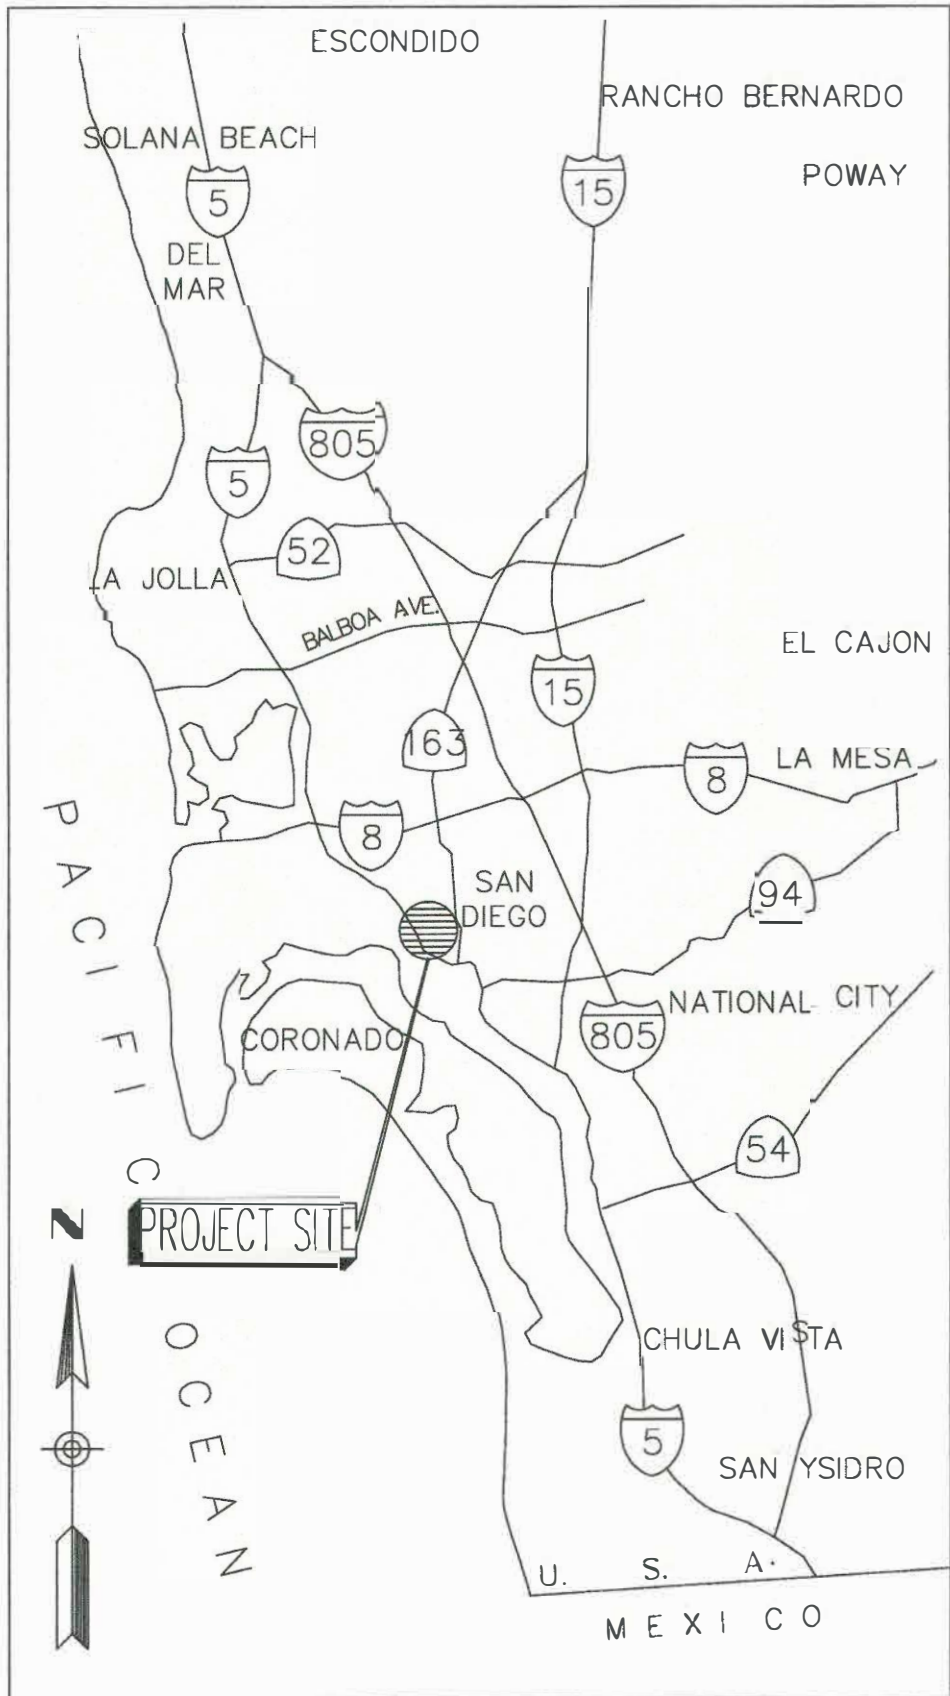 ESCONDIDO
RANCHO BERNARDO
SOLANA BEACH
POWAY
5
15
DEL
MAR
805
5
52
LA JOLLA
BALBOA AVE.
EL CAJON
15
163
LA MESA
8
8
SAN
DIEGO
94
NATIONAL CITY
805
CORONADO
54
PACIFIC
N
PROJECT SITE
OCEAN
CHULA VISTA
5
SAN YSIDRO
U. S. A.
MEXICO